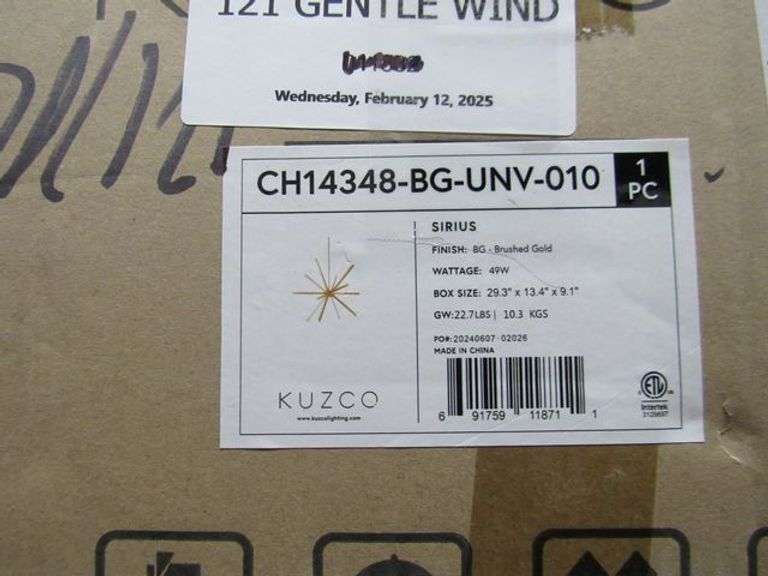 121 GENTLE WIND
Wednesday, February 12, 2025
CH14348-BG-UNV-010
1
PC
SIRIUS
FINISH: BG - Brushed Gold
WATTAGE: 49W
BOX SIZE: 29.3" x 13.4" x 9.1"
GW:22.7LBS | 10.3 KGS
PO#:20240607-02026
MADE IN CHINA
KUZCO
www.kuzcolighting.com
6 91759 11871 1
ETL
Intertek